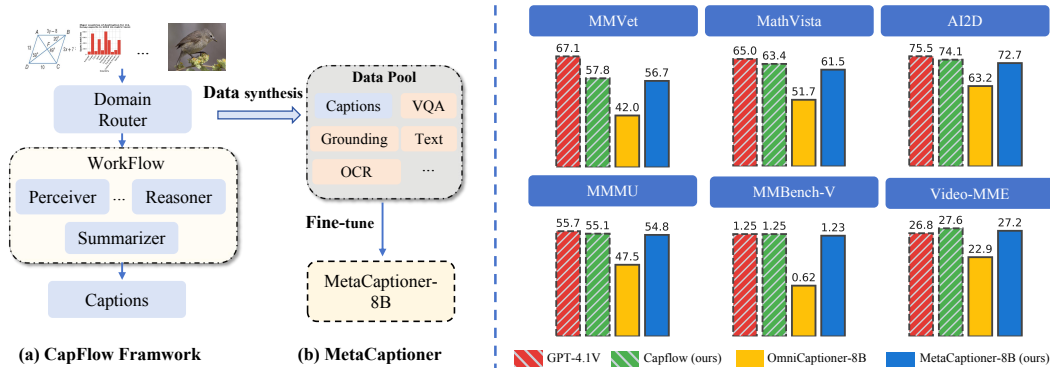 ...
Domain
Router
WorkFlow
Perceiver
...
Reasoner
Summarizer
Captions
(a) CapFlow Framwork
Data synthesis
Data Pool
Captions
VQA
Grounding
Text
OCR
...
Fine-tune
MetaCaptioner-
8B
(b) MetaCaptioner
MMVet
67.1
57.8
42.0
56.7
MathVista
65.0
63.4
51.7
61.5
AI2D
75.5
74.1
63.2
72.7
MMMU
55.7
55.1
47.5
54.8
MMBench-V
1.25
1.25
0.62
1.23
Video-MME
26.8
27.6
22.9
27.2
GPT-4.1V
Capflow (ours)
OmniCaptioner-8B
MetaCaptioner-8B (ours)